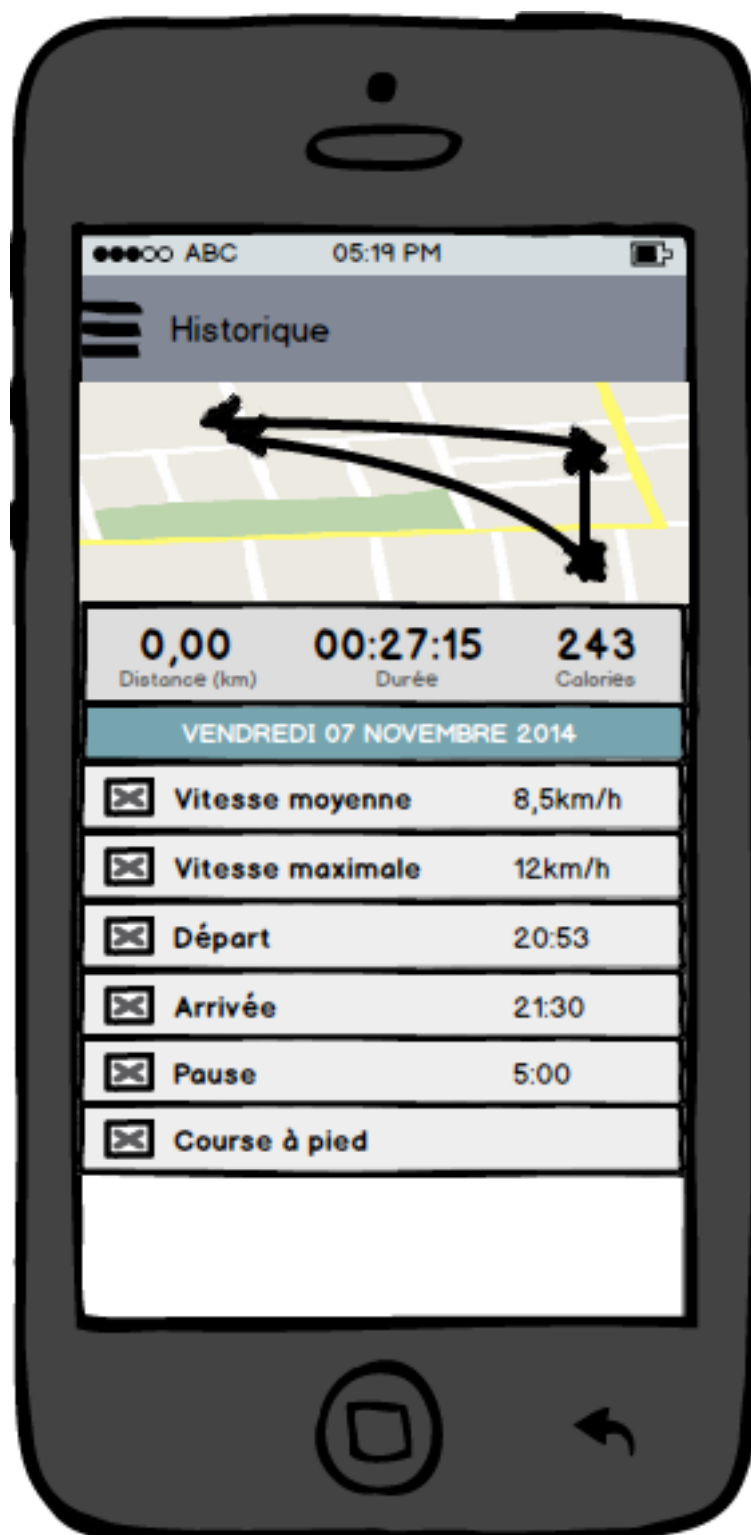 ABC 05:19 PM
Historique
0,00 00:27:15 243
Distance (km) Durée Calories
VENDREDI 07 NOVEMBRE 2014
Vitesse moyenne 8,5km/h
Vitesse maximale 12km/h
Départ 20:53
Arrivée 21:30
Pause 5:00
Course à pied